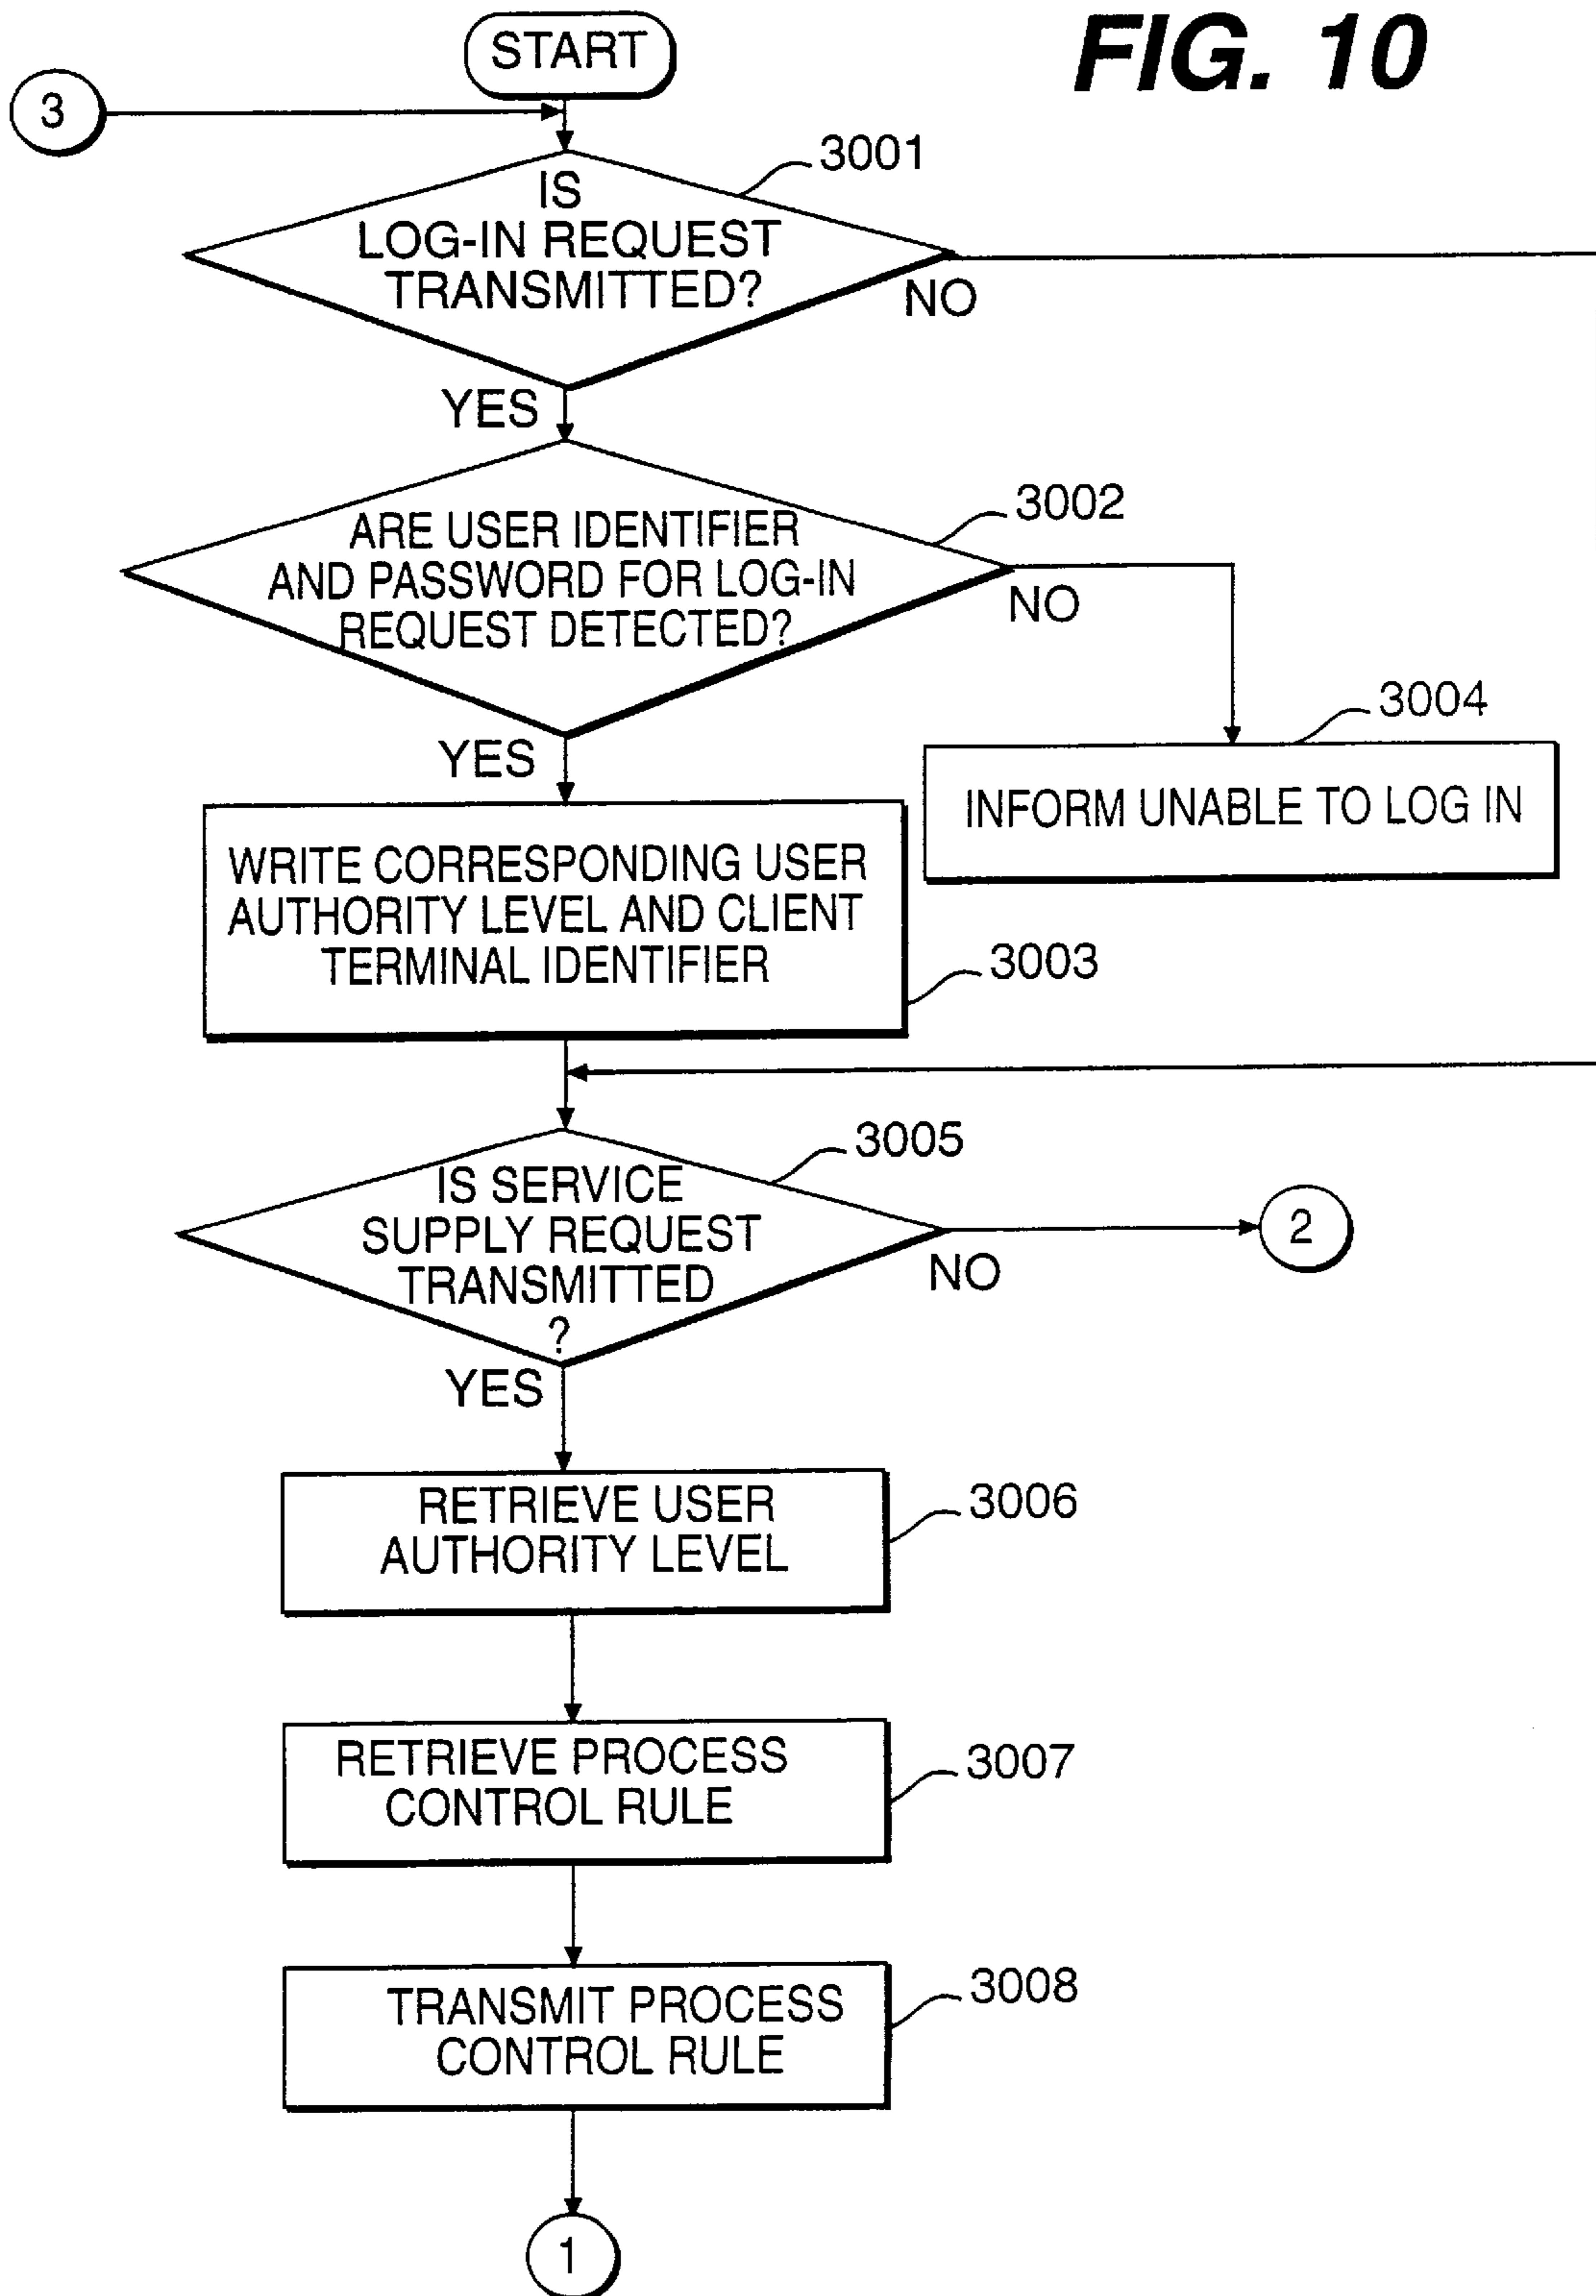 FIG. 10
START
3
3001
IS
LOG-IN REQUEST
TRANSMITTED?
NO
YES
3002
ARE USER IDENTIFIER
AND PASSWORD FOR LOG-IN
REQUEST DETECTED?
NO
YES
3004
INFORM UNABLE TO LOG IN
WRITE CORRESPONDING USER
AUTHORITY LEVEL AND CLIENT
TERMINAL IDENTIFIER
3003
3005
IS SERVICE
SUPPLY REQUEST
TRANSMITTED
?
NO
2
YES
RETRIEVE USER
AUTHORITY LEVEL
3006
RETRIEVE PROCESS
CONTROL RULE
3007
TRANSMIT PROCESS
CONTROL RULE
3008
1